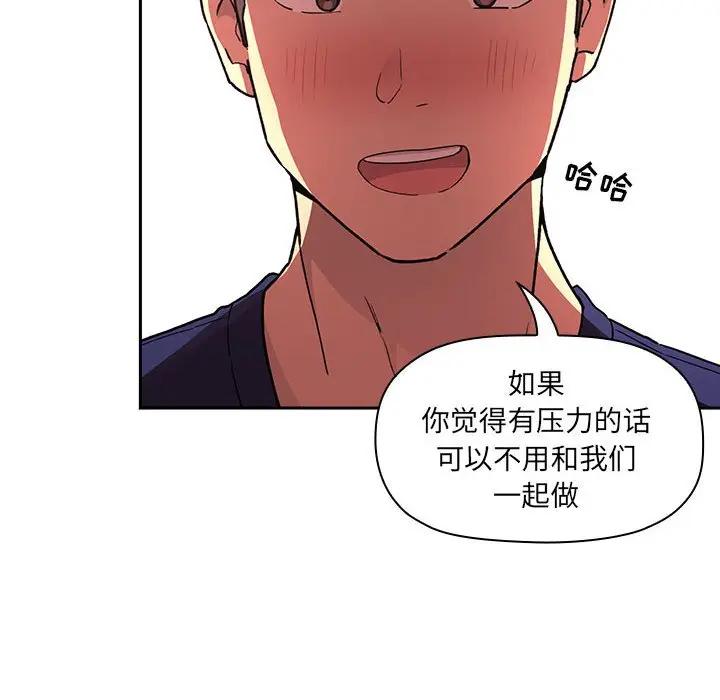 哈哈
如果
你觉得有压力的话
可以不用和我们
一起做